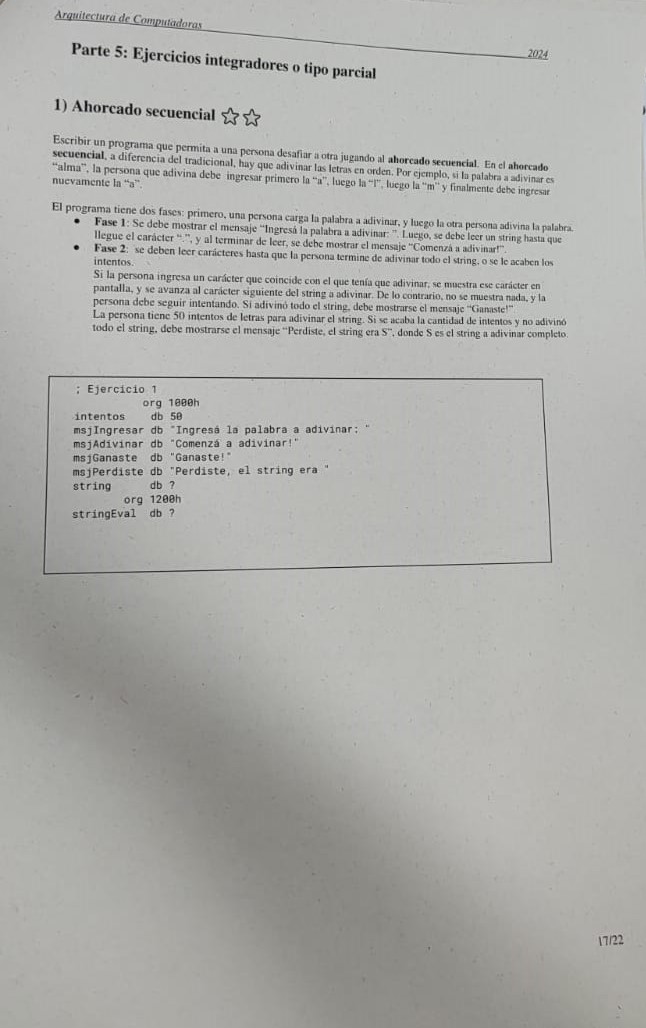 Arquitectura de Computadoras
2024
Parte 5: Ejercicios integradores o tipo parcial
1) Ahorcado secuencial ☆☆
Escribir un programa que permita a una persona desafiar a otra jugando al ahorcado secuencial. En el ahorcado
secuencial, a diferencia del tradicional, hay que adivinar las letras en orden. Por ejemplo, si la palabra a adivinar es
“alma”, la persona que adivina debe ingresar primero la “a”, luego la “l”, luego la “m” y finalmente debe ingresar
nuevamente la “a”.
El programa tiene dos fases: primero, una persona carga la palabra a adivinar, y luego la otra persona adivina la palabra.
● Fase 1: Se debe mostrar el mensaje “Ingresá la palabra a adivinar: ”. Luego, se debe leer un string hasta que
llegue el carácter “.”, y al terminar de leer, se debe mostrar el mensaje “Comenzá a adivinar!”.
● Fase 2: se deben leer carácteres hasta que la persona termine de adivinar todo el string, o se le acaben los
intentos.
Si la persona ingresa un carácter que coincide con el que tenía que adivinar, se muestra ese carácter en
pantalla, y se avanza al carácter siguiente del string a adivinar. De lo contrario, no se muestra nada, y la
persona debe seguir intentando. Si adivinó todo el string, debe mostrarse el mensaje “Ganaste!”
La persona tiene 50 intentos de letras para adivinar el string. Si se acaba la cantidad de intentos y no adivinó
todo el string, debe mostrarse el mensaje “Perdiste, el string era S”, donde S es el string a adivinar completo.
; Ejercicio 1
org 1000h
intentos db 50
msjIngresar db "Ingresá la palabra a adivinar: "
msjAdivinar db "Comenzá a adivinar!"
msjGanaste db "Ganaste!"
msjPerdiste db "Perdiste, el string era "
string db ?
org 1200h
stringEval db ?
17/22